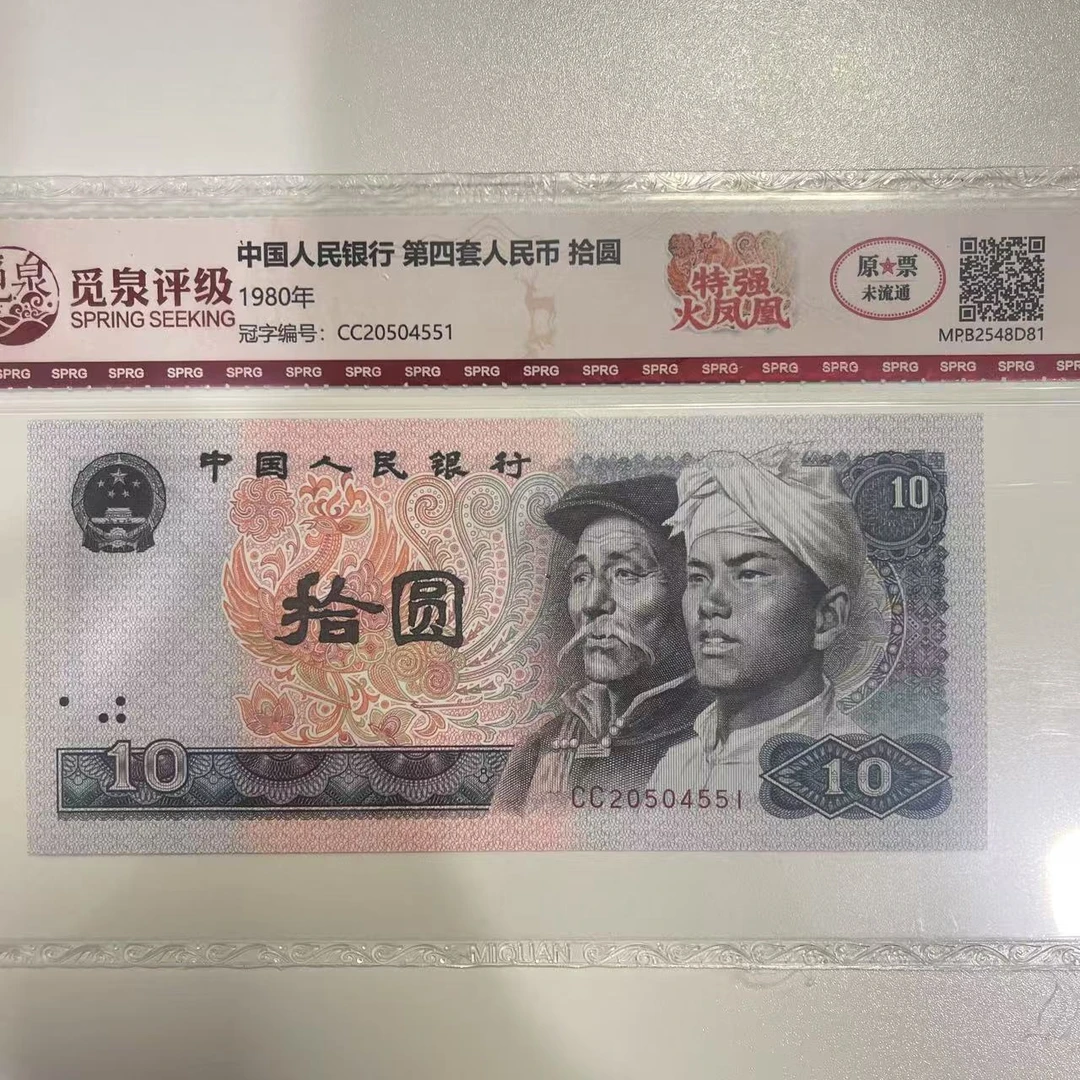 觅泉
觅泉评级
SPRING SEEKING
中国人民银行 第四套人民币 拾圆
1980年
冠字编号：CC20504551
特强
火凤凰
原★票
未流通
MPB2548D81
SPRG SPRG SPRG SPRG SPRG SPRG SPRG SPRG SPRG SPRG SPRG SPRG SPRG SPRG SPRG SPRG SPRG SPRG
中国人民银行
10
拾圆
10
CC20504551
10
MIQUAN